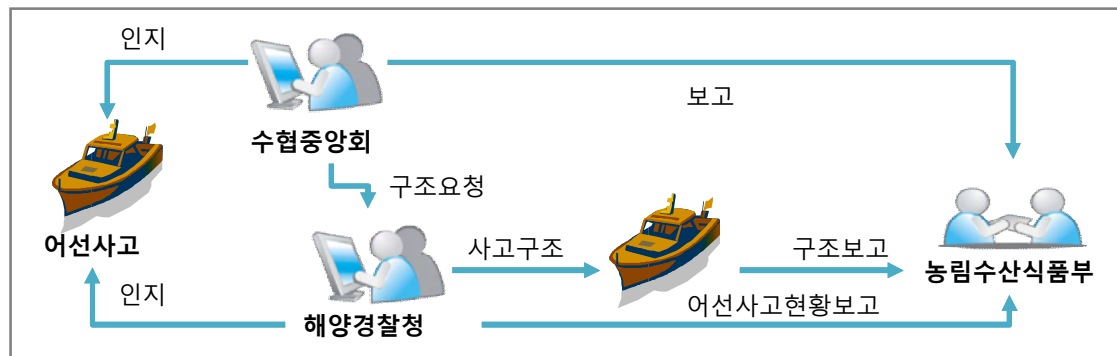 인지
보고
수협중앙회
구조요청
어선사고
사고구조
구조보고
농림수산식품부
인지
어선사고현황보고
해양경찰청